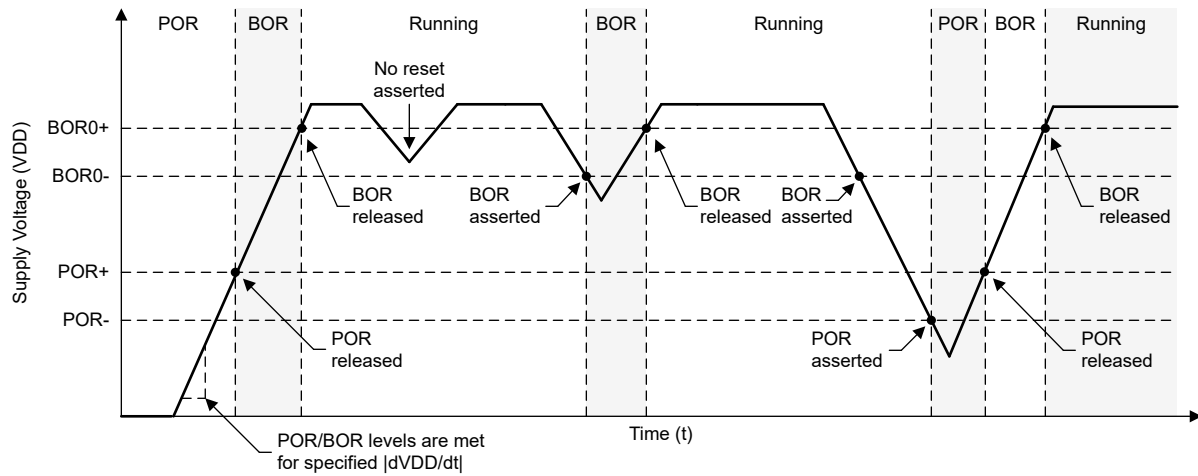 POR BOR Running BOR Running POR BOR Running
No reset
asserted
Supply Voltage (VDD)
BOR0+
BOR0-
POR+
POR-
BOR
released
BOR
asserted
BOR
released
BOR
asserted
BOR
released
POR
released
POR
asserted
POR
released
Time (t)
POR/BOR levels are met
for specified |dVDD/dt|